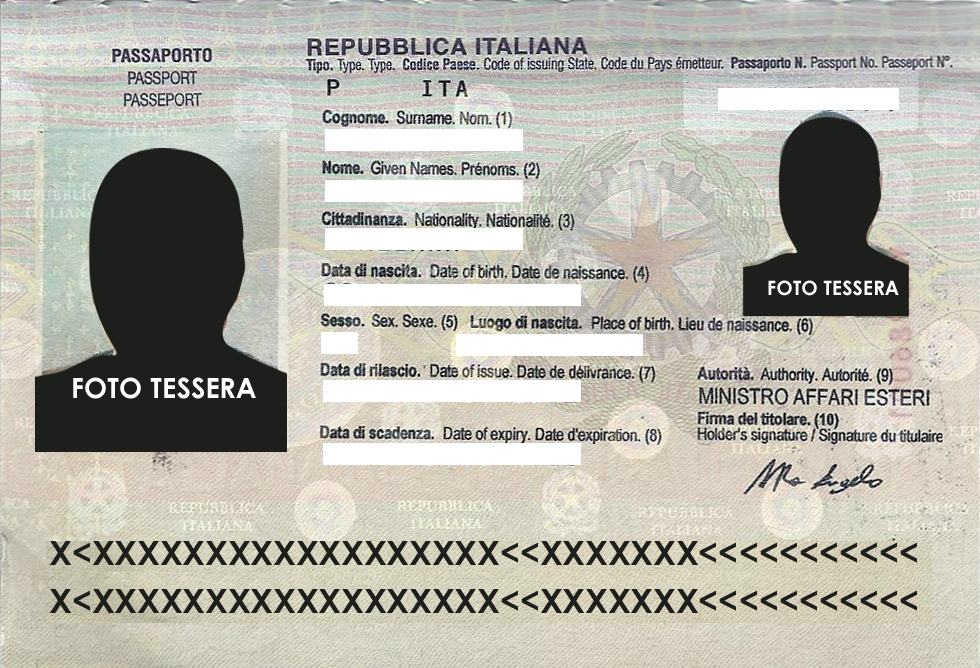 PASSAPORTO
PASSPORT
PASSEPORT
REPUBBLICA ITALIANA
Tipo. Type. Type. Codice Paese. Code of issuing State. Code du Pays émetteur. Passaporto N. Passport No. Passeport N°.
P ITA
Cognome. Surname. Nom. (1)
Nome. Given Names. Prénoms. (2)
Cittadinanza. Nationality. Nationalité. (3)
Data di nascita. Date of birth. Date de naissance. (4)
Sesso. Sex. Sexe. (5) Luogo di nascita. Place of birth. Lieu de naissance. (6)
Data di rilascio. Date of issue. Date de délivrance. (7)
Data di scadenza. Date of expiry. Date d'expiration. (8)
FOTO TESSERA
FOTO TESSERA
Autorità. Authority. Autorité. (9)
MINISTRO AFFARI ESTERI
Firma del titolare. (10)
Holder's signature / Signature du titulaire
REPUBBLICA
ITALIANA
REPUBBLICA
ITALIANA
REPUBBLICA
ITALIANA
X<XXXXXXXXXXXXXXXXXX<<XXXXXXX<<<<<<<<<<<
X<XXXXXXXXXXXXXXXXXX<<XXXXXXX<<<<<<<<<<<